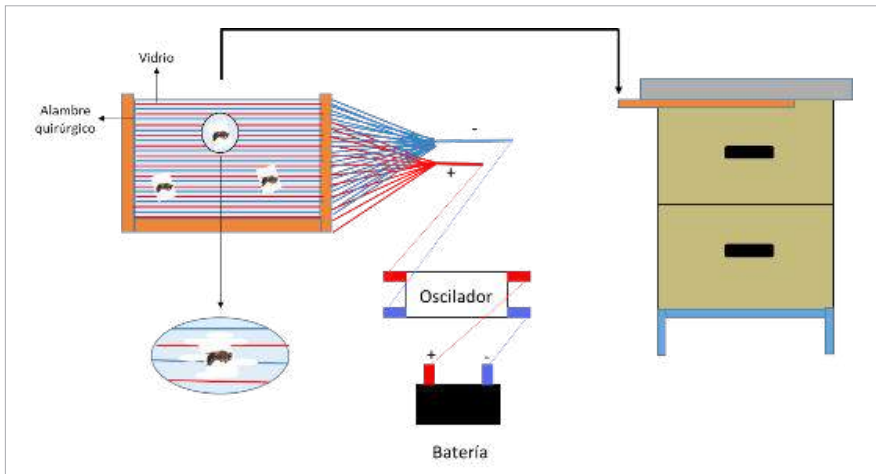 Vidrio
Alambre
quirúrgico
-
+
Oscilador
+ -
Batería